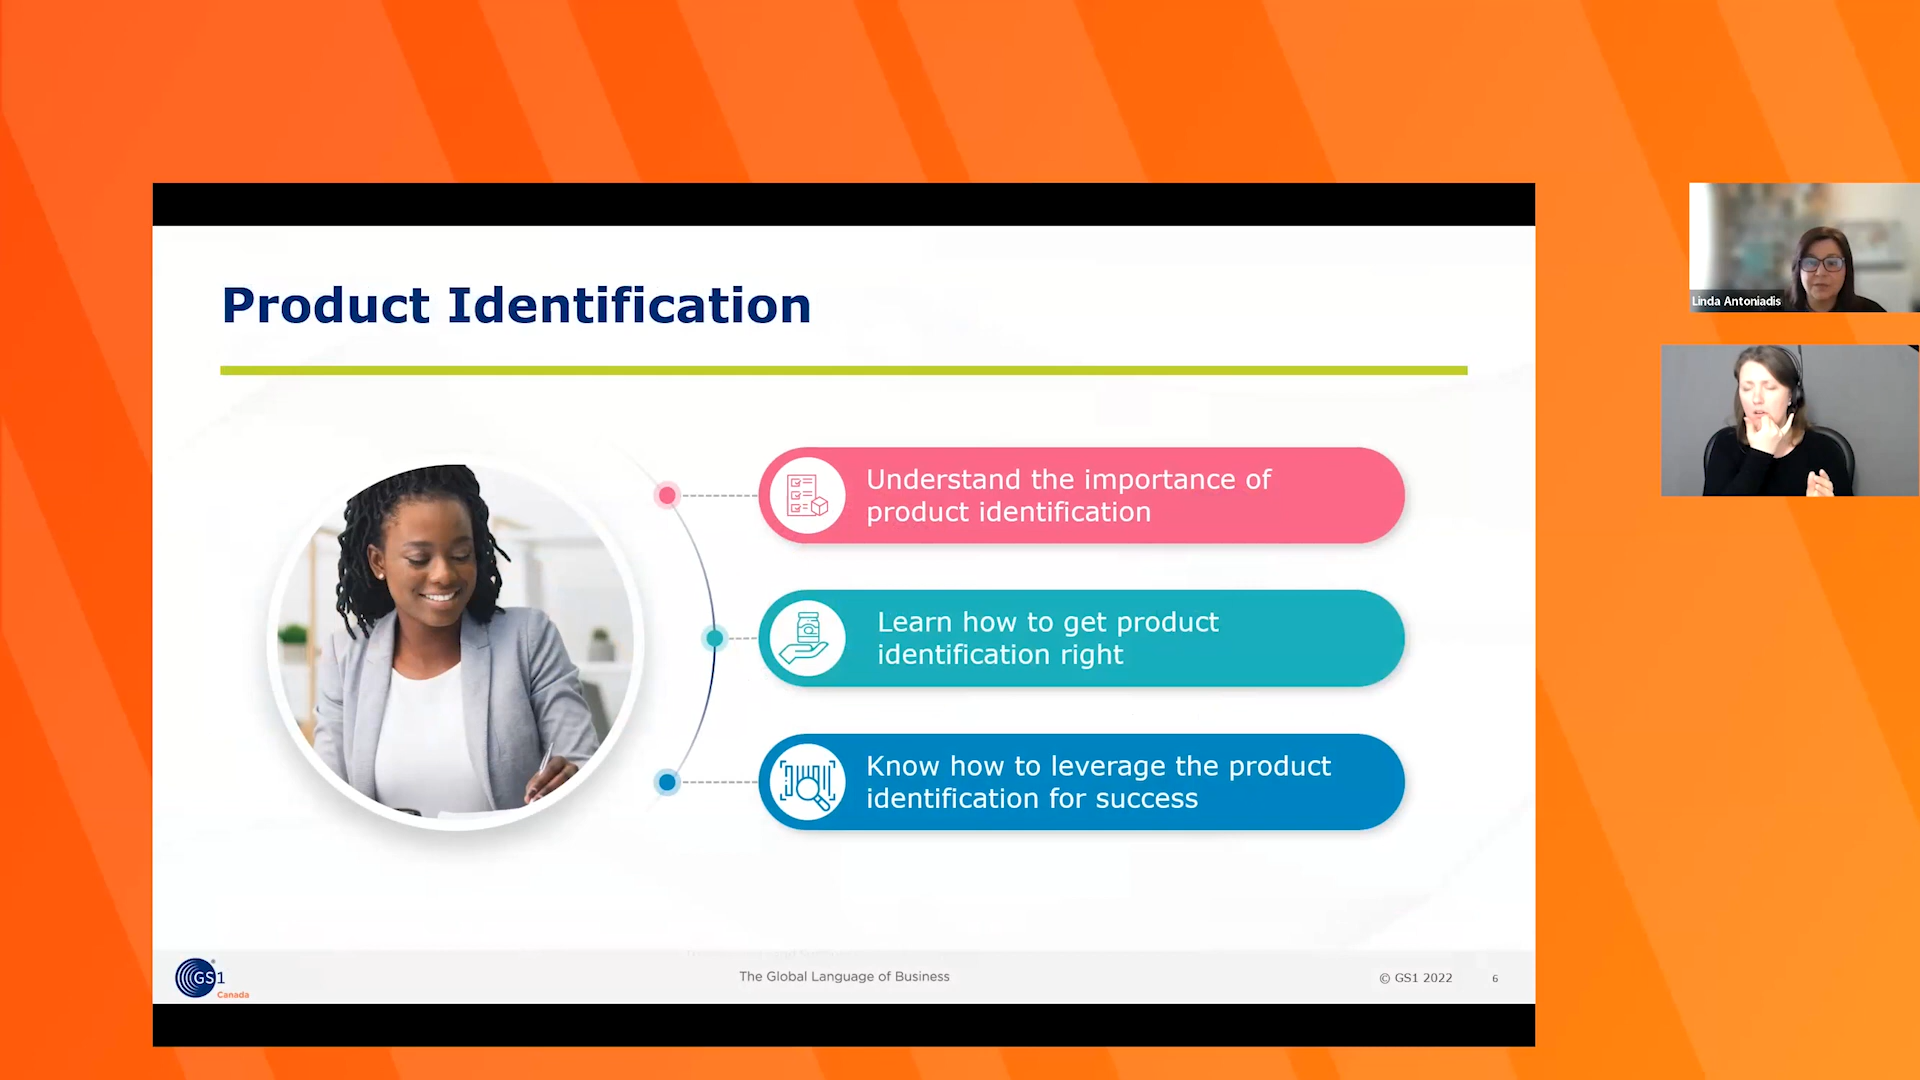 Product Identification
Understand the importance of
product identification
Learn how to get product
identification right
Know how to leverage the product
identification for success
GS1
Canada
The Global Language of Business
© GS1 2022
6
Linda Antoniadis